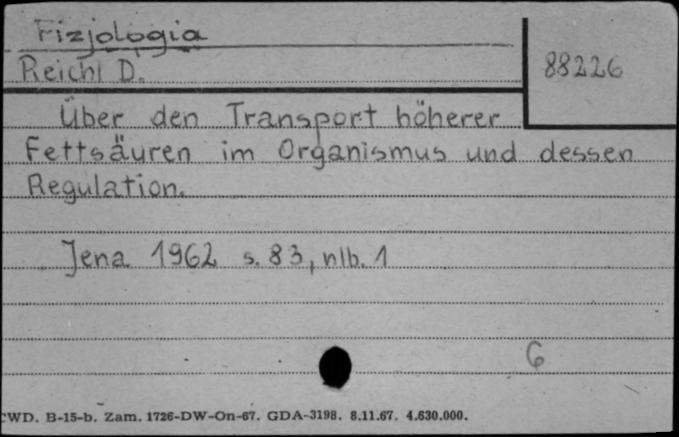 Fizjologia
Reichl D.
88226
Über den Transport höherer
Fettsäuren im Organismus und dessen
Regulation.
Jena 1962 s. 83, nlb. 1
6
CWD. B-15-b. Zam. 1726-DW-On-67. GDA-3198. 8.11.67. 4.630.000.